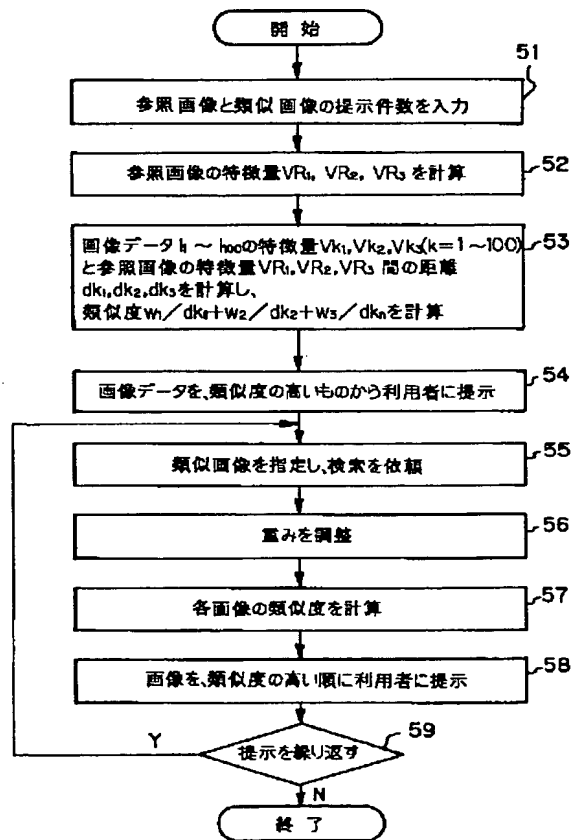 開始
51
参照画像と類似画像の提示件数を入力
52
参照画像の特徴量VR₁, VR₂, VR₃を計算
53
画像データI₁～I₁₀₀の特徴量Vk₁,Vk₂,Vk₃(k=1～100)
と参照画像の特徴量VR₁,VR₂,VR₃間の距離
dk₁,dk₂,dk₃を計算し、
類似度w₁/dk₁+w₂/dk₂+w₃/dknを計算
54
画像データを、類似度の高いものから利用者に提示
55
類似画像を指定し、検索を依頼
56
重みを調整
57
各画像の類似度を計算
58
画像を、類似度の高い順に利用者に提示
59
提示を繰り返す
Y
N
終了